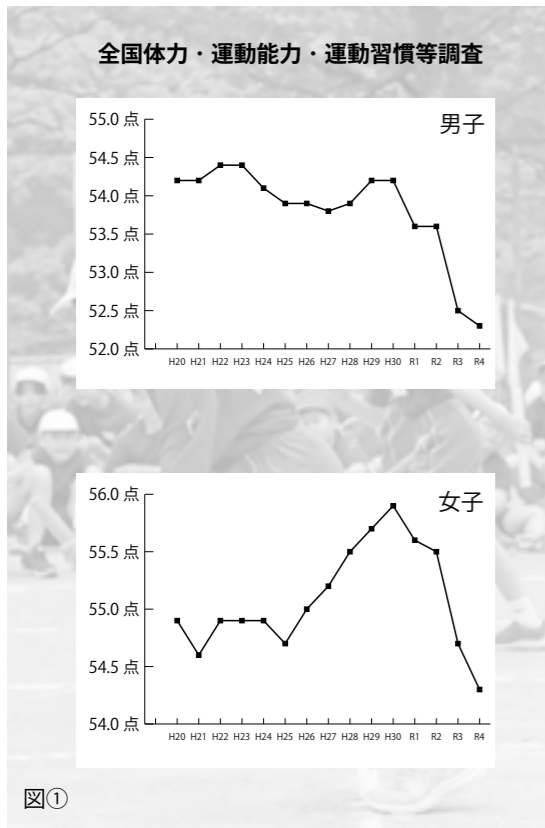 全国体力・運動能力・運動習慣等調査
男子
55.0 点
54.5 点
54.0 点
53.5 点
53.0 点
52.5 点
52.0 点
H20 H21 H22 H23 H24 H25 H26 H27 H28 H29 H30 R1 R2 R3 R4
女子
56.0 点
55.5 点
55.0 点
54.5 点
54.0 点
H20 H21 H22 H23 H24 H25 H26 H27 H28 H29 H30 R1 R2 R3 R4
図①